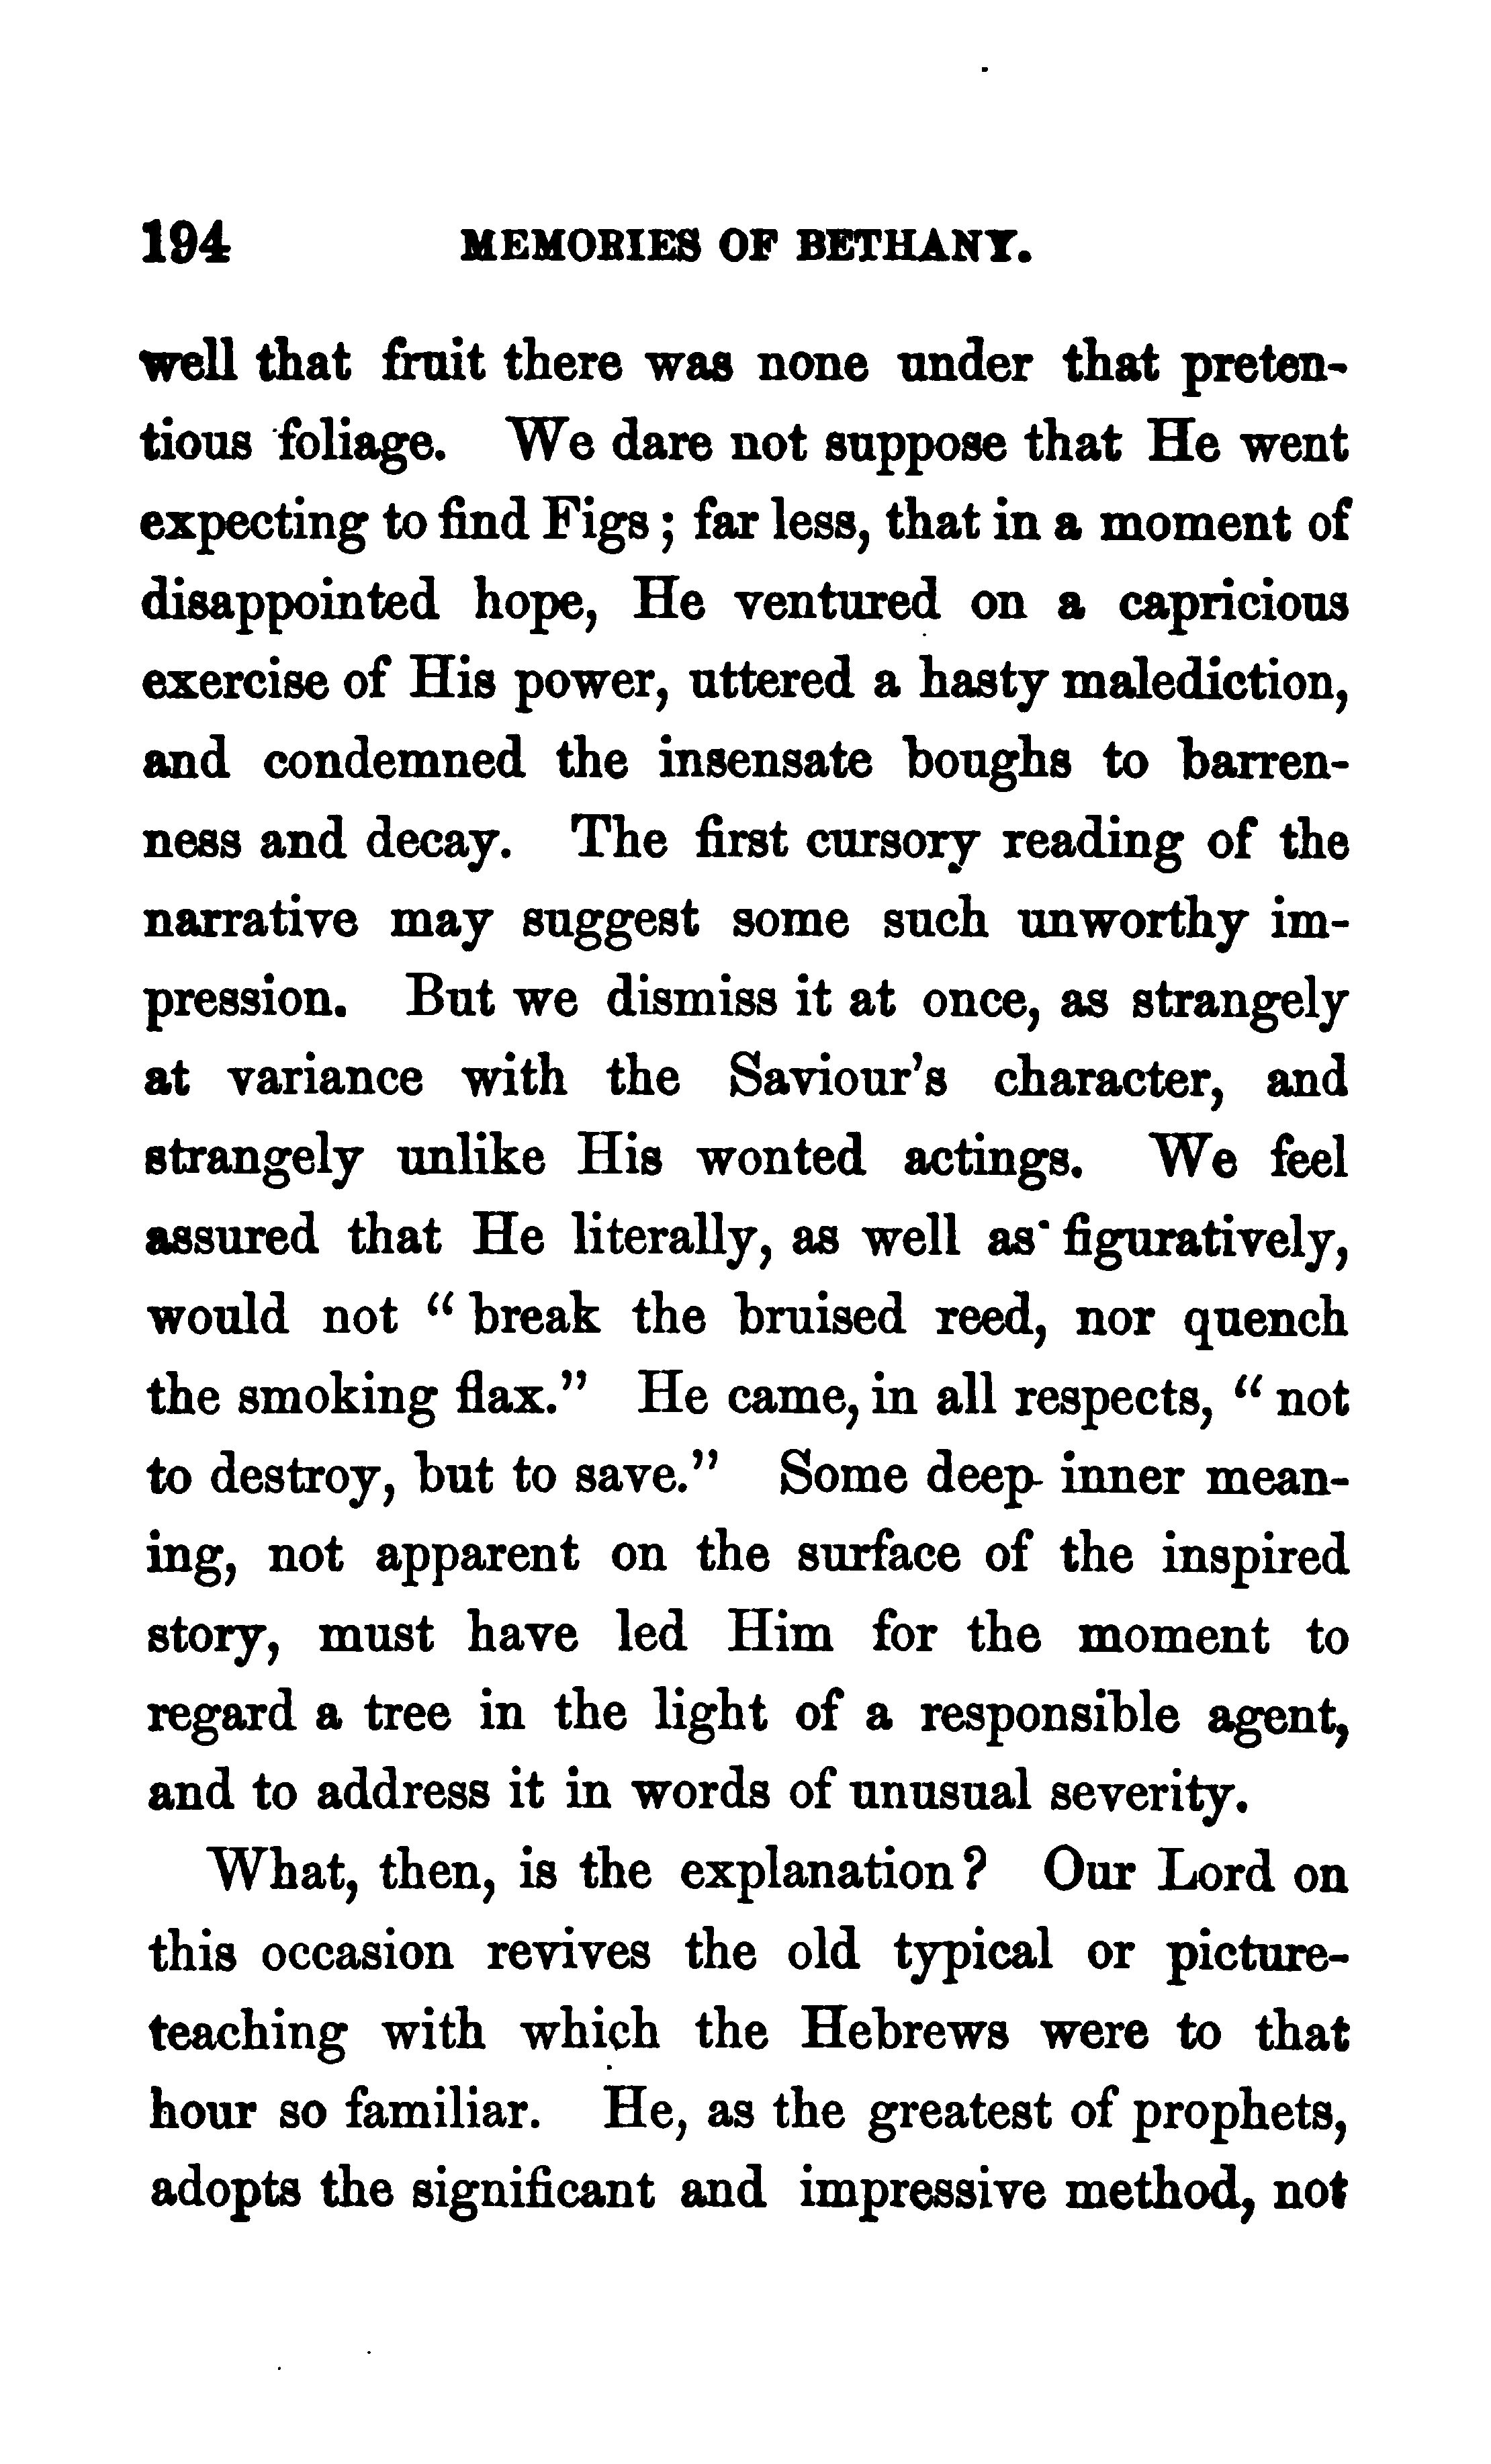 194 MEMORIES OF BETHANY.
well that fruit there was none under that preten-
tious foliage. We dare not suppose that He went
expecting to find Figs; far less, that in a moment of
disappointed hope, He ventured on a capricious
exercise of His power, uttered a hasty malediction,
and condemned the insensate boughs to barren-
ness and decay. The first cursory reading of the
narrative may suggest some such unworthy im-
pression. But we dismiss it at once, as strangely
at variance with the Saviour's character, and
strangely unlike His wonted actings. We feel
assured that He literally, as well as figuratively,
would not "break the bruised reed, nor quench
the smoking flax." He came, in all respects, "not
to destroy, but to save." Some deep inner mean-
ing, not apparent on the surface of the inspired
story, must have led Him for the moment to
regard a tree in the light of a responsible agent,
and to address it in words of unusual severity.
What, then, is the explanation? Our Lord on
this occasion revives the old typical or picture-
teaching with which the Hebrews were to that
hour so familiar. He, as the greatest of prophets,
adopts the significant and impressive method, not